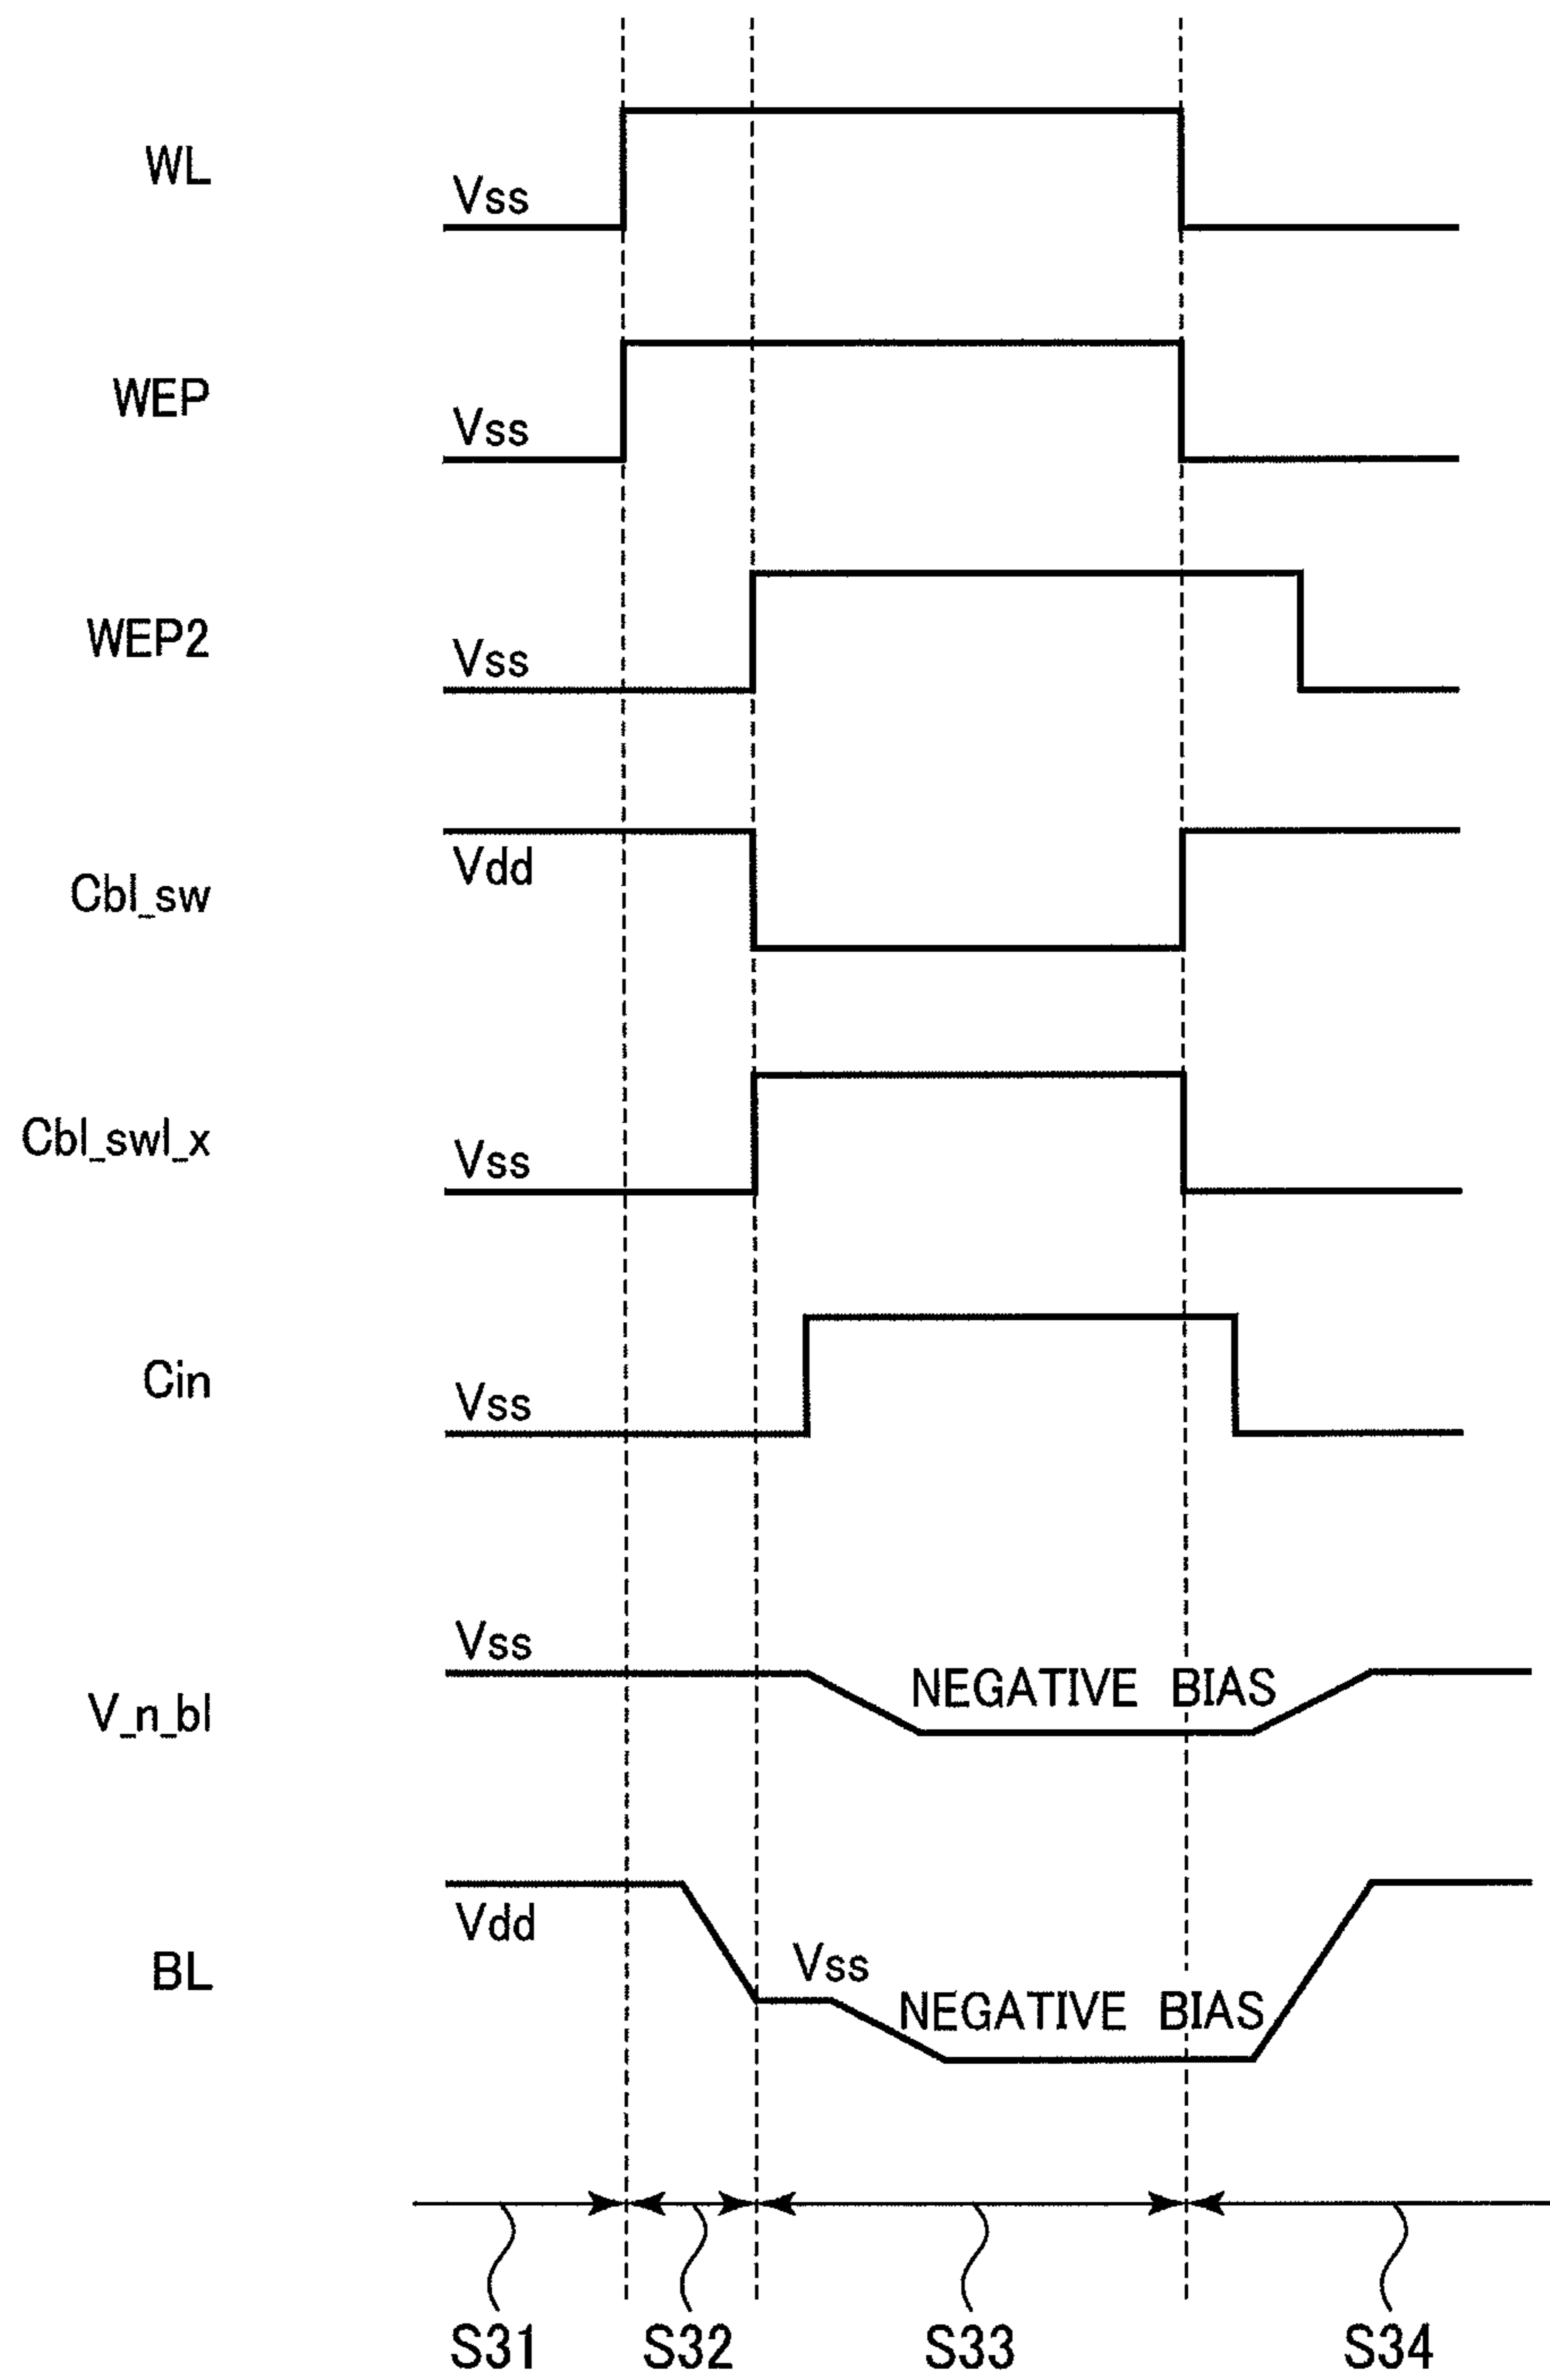 WL
Vss
WEP
Vss
WEP2
Vss
Cbl_sw
Vdd
Cbl_swl_x
Vss
Cin
Vss
V_n_bl
Vss
NEGATIVE BIAS
BL
Vdd
Vss
NEGATIVE BIAS
S31 S32 S33 S34